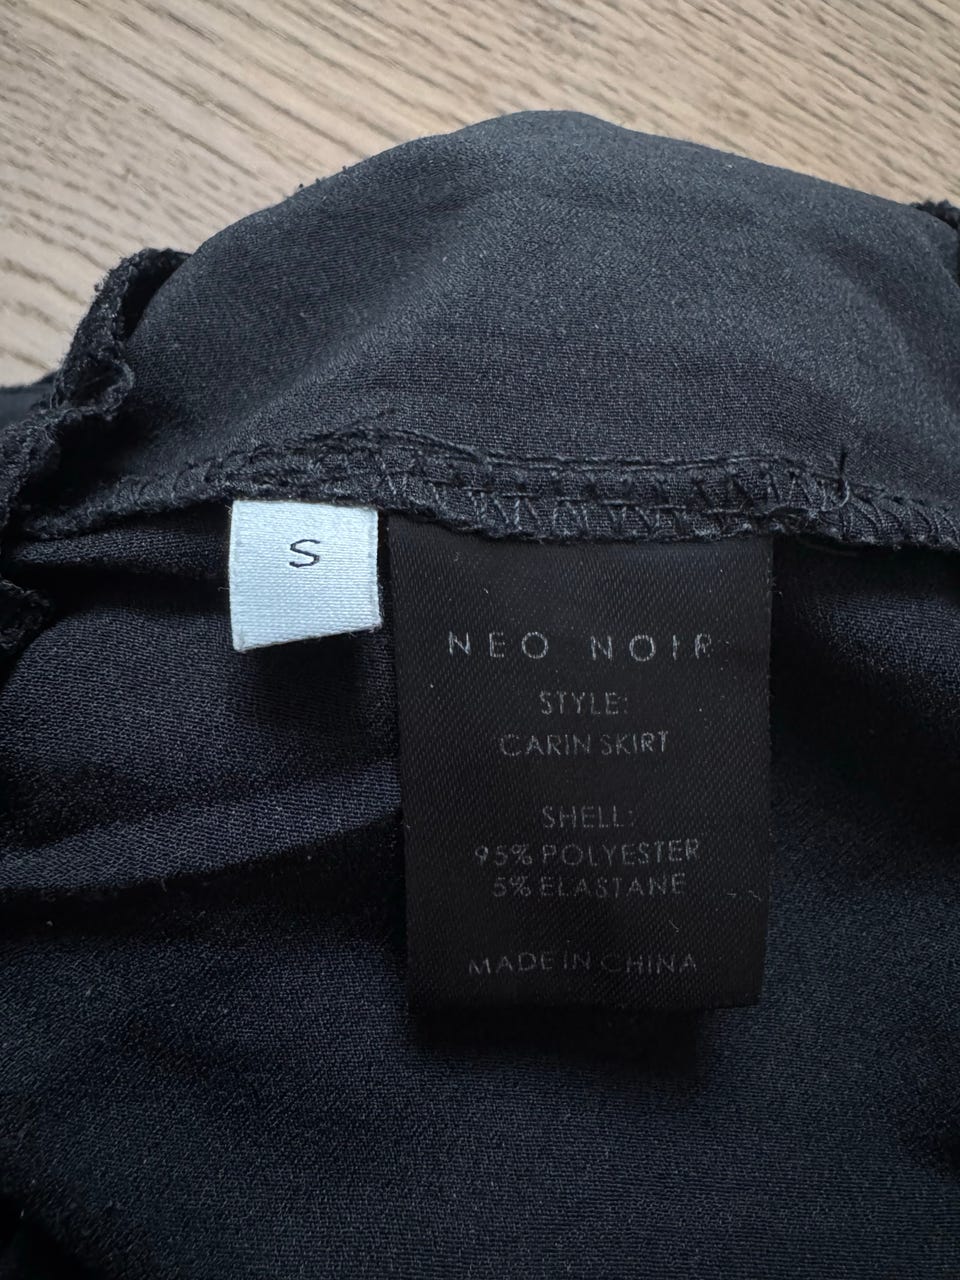 S
NEO NOIR
STYLE:
CARIN SKIRT
SHELL:
95% POLYESTER
5% ELASTANE
MADE IN CHINA